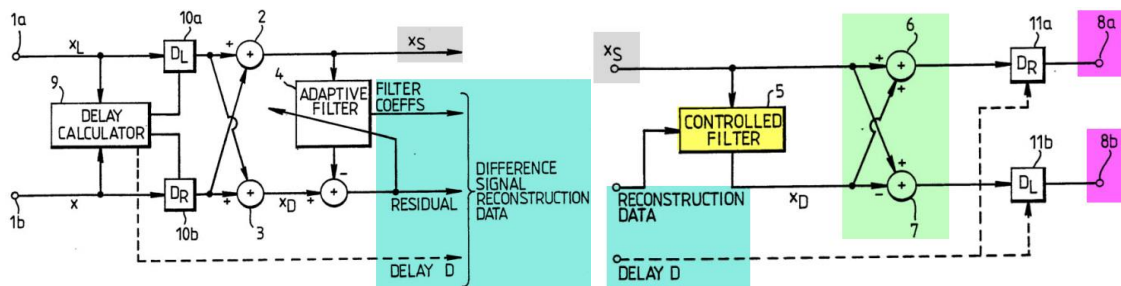 1a
xL
10a
DL
+
2
+
xS
9
DELAY
CALCULATOR
4
ADAPTIVE
FILTER
FILTER
COEFFS
-
1b
x
DR
10b
+
+
3
xD
+
+
RESIDUAL
DIFFERENCE
SIGNAL
RECONSTRUCTION
DATA
DELAY D
xS
5
CONTROLLED
FILTER
RECONSTRUCTION
DATA
xD
DELAY D
6
+
+
+
+
-
+
7
11a
DR
8a
11b
DL
8b